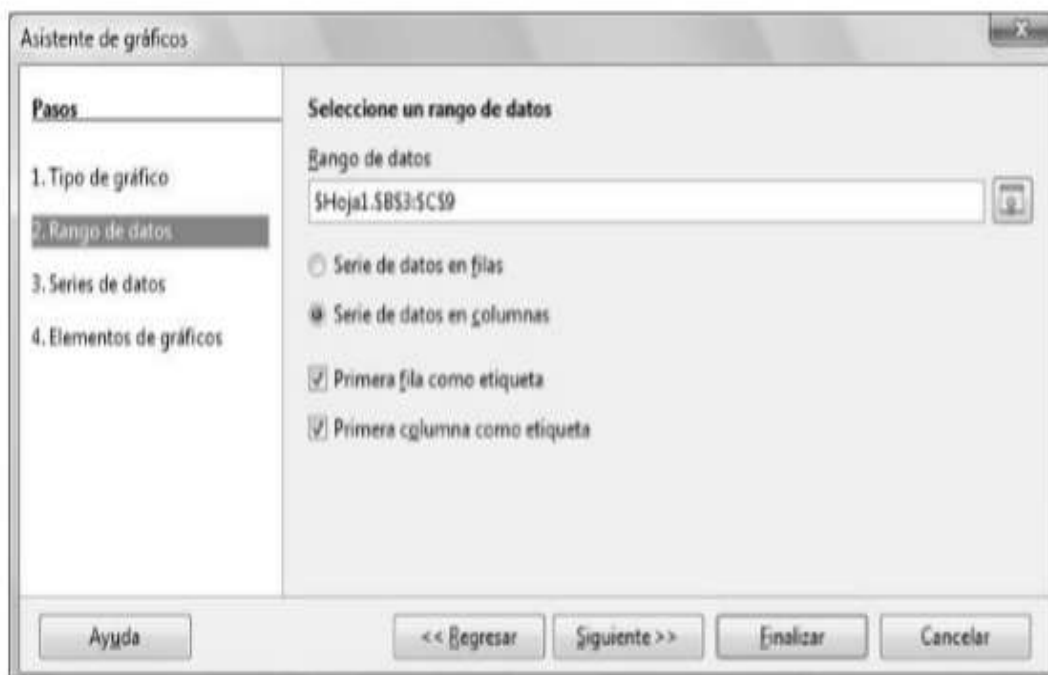 Asistente de gráficos
x
Pasos
1. Tipo de gráfico
2. Rango de datos
3. Series de datos
4. Elementos de gráficos
Seleccione un rango de datos
Rango de datos
$Hoja1.$B$3:$C$9
Serie de datos en filas
Serie de datos en columnas
Primera fila como etiqueta
Primera columna como etiqueta
Ayuda
<< Regresar
Siguiente >>
Finalizar
Cancelar